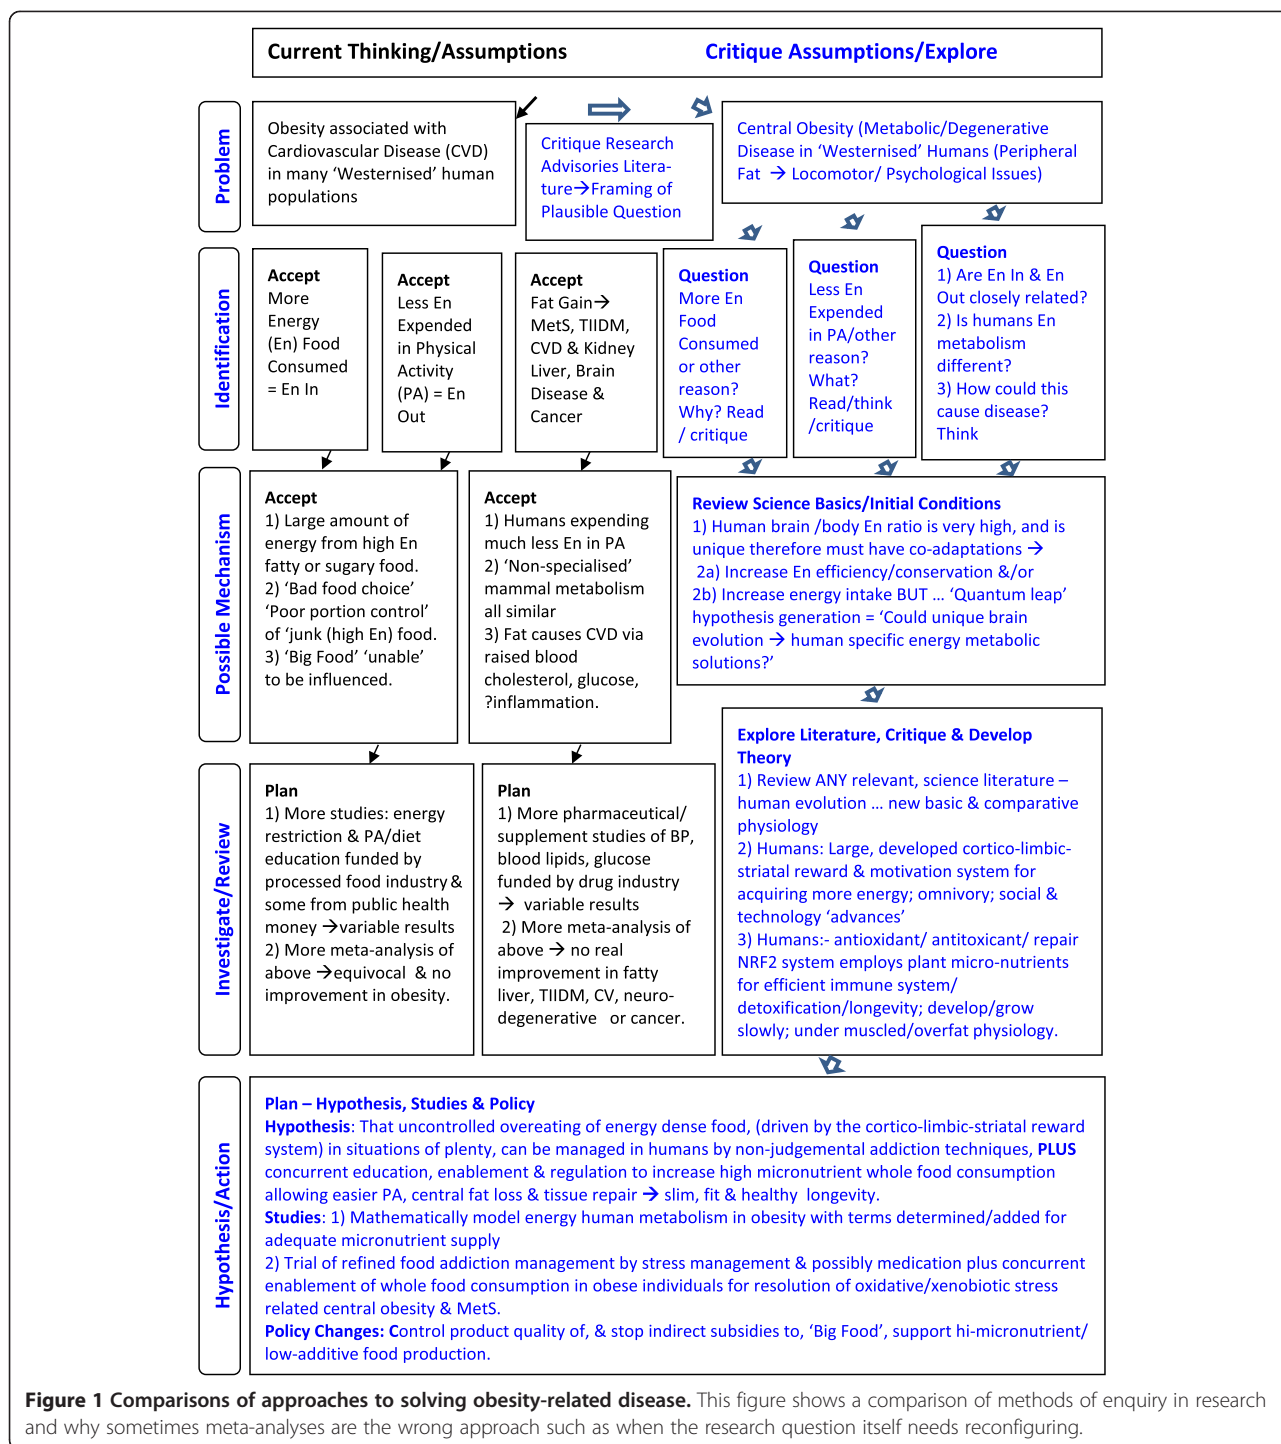 Current Thinking/Assumptions
Critique Assumptions/Explore
Problem
Obesity associated with
Cardiovascular Disease (CVD)
in many ‘Westernised’ human
populations
Critique Research
Advisories Litera-
ture→Framing of
Plausible Question
Central Obesity (Metabolic/Degenerative
Disease in ‘Westernised’ Humans (Peripheral
Fat → Locomotor/ Psychological Issues)
Identification
Accept
More
Energy
(En) Food
Consumed
= En In
Accept
Less En
Expended
in Physical
Activity
(PA) = En
Out
Accept
Fat Gain→
MetS, TIIDM,
CVD & Kidney
Liver, Brain
Disease &
Cancer
Question
More En
Food
Consumed
or other
reason?
Why? Read
/ critique
Question
Less En
Expended
in PA/other
reason?
What?
Read/think
/critique
Question
1) Are En In & En
Out closely related?
2) Is humans En
metabolism
different?
3) How could this
cause disease?
Think
Possible Mechanism
Accept
1) Large amount of
energy from high En
fatty or sugary food.
2) ‘Bad food choice’
‘Poor portion control’
of ‘junk (high En) food.
3) ‘Big Food’ ‘unable’
to be influenced.
Accept
1) Humans expending
much less En in PA
2) ‘Non-specialised’
mammal metabolism
all similar
3) Fat causes CVD via
raised blood
cholesterol, glucose,
?inflammation.
Review Science Basics/Initial Conditions
1) Human brain /body En ratio is very high, and is
unique therefore must have co-adaptations →
2a) Increase En efficiency/conservation &/or
2b) Increase energy intake BUT … ‘Quantum leap’
hypothesis generation = ‘Could unique brain
evolution → human specific energy metabolic
solutions?’
Investigate/Review
Plan
1) More studies: energy
restriction & PA/diet
education funded by
processed food industry &
some from public health
money →variable results
2) More meta-analysis of
above →equivocal & no
improvement in obesity.
Plan
1) More pharmaceutical/
supplement studies of BP,
blood lipids, glucose
funded by drug industry
→ variable results
2) More meta-analysis of
above → no real
improvement in fatty
liver, TIIDM, CV, neuro-
degenerative or cancer.
Explore Literature, Critique & Develop
Theory
1) Review ANY relevant, science literature –
human evolution … new basic & comparative
physiology
2) Humans: Large, developed cortico-limbic-
striatal reward & motivation system for
acquiring more energy; omnivory; social &
technology ‘advances’
3) Humans:- antioxidant/ antitoxicant/ repair
NRF2 system employs plant micro-nutrients
for efficient immune system/
detoxification/longevity; develop/grow
slowly; under muscled/overfat physiology.
Hypothesis/Action
Plan – Hypothesis, Studies & Policy
Hypothesis: That uncontrolled overeating of energy dense food, (driven by the cortico-limbic-striatal reward
system) in situations of plenty, can be managed in humans by non-judgemental addiction techniques, PLUS
concurrent education, enablement & regulation to increase high micronutrient whole food consumption
allowing easier PA, central fat loss & tissue repair → slim, fit & healthy longevity.
Studies: 1) Mathematically model energy human metabolism in obesity with terms determined/added for
adequate micronutrient supply
2) Trial of refined food addiction management by stress management & possibly medication plus concurrent
enablement of whole food consumption in obese individuals for resolution of oxidative/xenobiotic stress
related central obesity & MetS.
Policy Changes: Control product quality of, & stop indirect subsidies to, ‘Big Food’, support hi-micronutrient/
low-additive food production.
Figure 1 Comparisons of approaches to solving obesity-related disease. This figure shows a comparison of methods of enquiry in research
and why sometimes meta-analyses are the wrong approach such as when the research question itself needs reconfiguring.